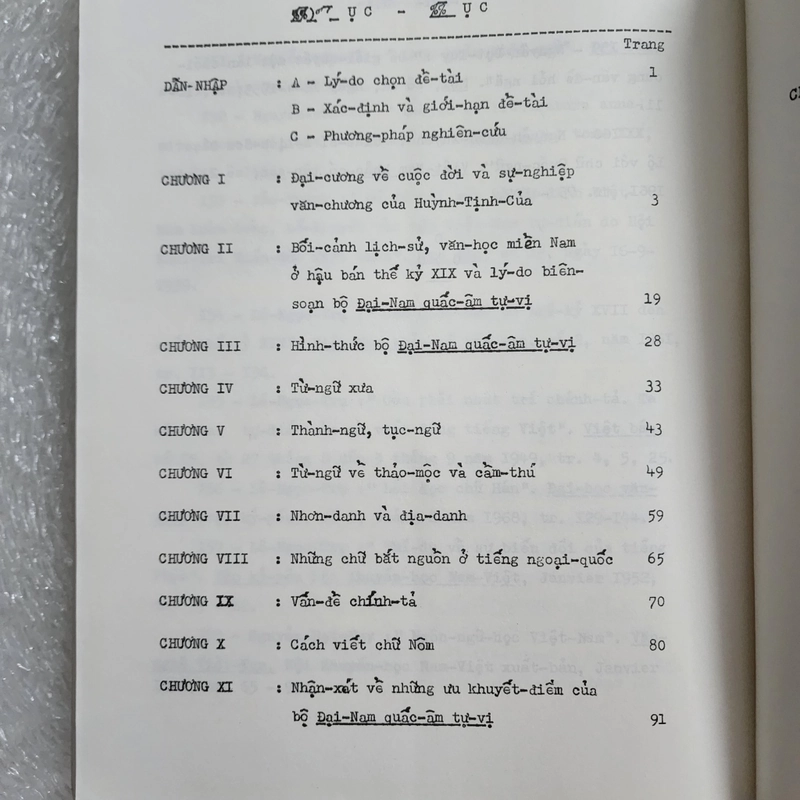 MỤC - LỤC
Trang
DẪN-NHẬP : A - Lý-do chọn đề-tài 1
B - Xác-định và giới-hạn đề-tài
C - Phương-pháp nghiên-cứu
CHƯƠNG I : Đại-cương về cuộc đời và sự-nghiệp
văn-chương của Huỳnh-Tịnh-Của 3
CHƯƠNG II : Bối-cảnh lịch-sử, văn-học miền Nam
ở hậu bán thế kỷ XIX và lý-do biên-
soạn bộ Đại-Nam quấc-âm tự-vị 19
CHƯƠNG III : Hình-thức bộ Đại-Nam quấc-âm tự-vị 28
CHƯƠNG IV : Từ-ngữ xưa 33
CHƯƠNG V : Thành-ngữ, tục-ngữ 43
CHƯƠNG VI : Từ-ngữ về thảo-mộc và cầm-thú 49
CHƯƠNG VII : Nhơn-danh và địa-danh 59
CHƯƠNG VIII : Những chữ bắt nguồn ở tiếng ngoại-quốc 65
CHƯƠNG IX : Vấn-đề chính-tả 70
CHƯƠNG X : Cách viết chữ Nôm 80
CHƯƠNG XI : Nhận-xét về những ưu khuyết-điểm của
bộ Đại-Nam quấc-âm tự-vị 91